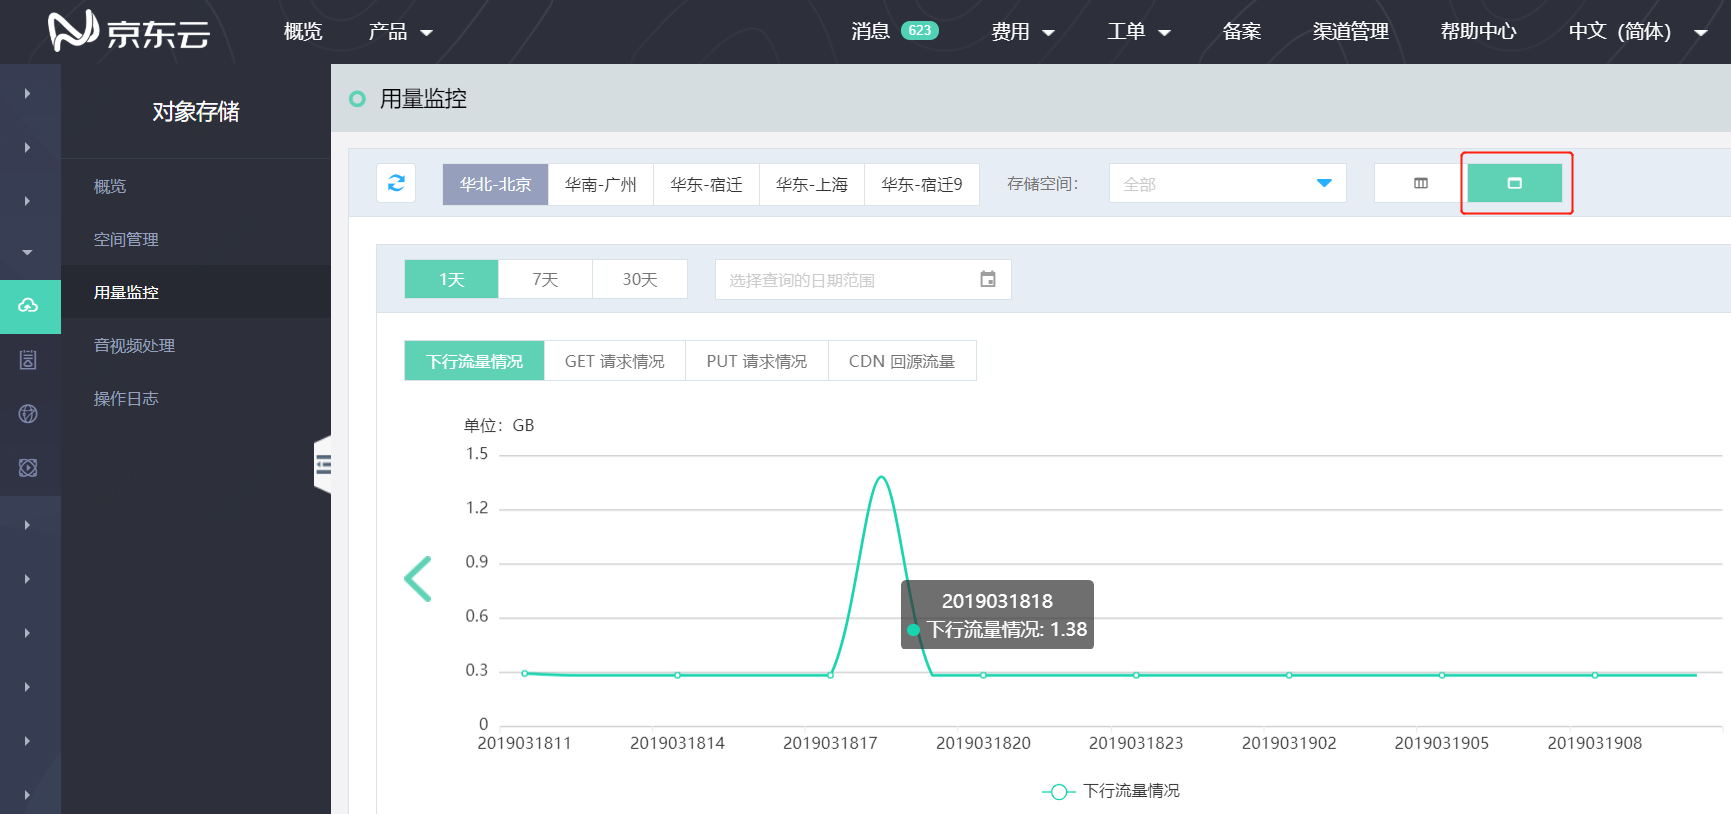 京东云 概览 产品 消息 623 费用 工单 备案 渠道管理 帮助中心 中文（简体）
对象存储
概览
空间管理
用量监控
音视频处理
操作日志
用量监控
华北-北京 华南-广州 华东-宿迁 华东-上海 华东-宿迁9 存储空间： 全部
1天 7天 30天 选择查询的日期范围
下行流量情况 GET 请求情况 PUT 请求情况 CDN 回源流量
单位：GB
1.5
1.2
0.9
0.6
0.3
0
2019031818
下行流量情况: 1.38
2019031811 2019031814 2019031817 2019031820 2019031823 2019031902 2019031905 2019031908
下行流量情况